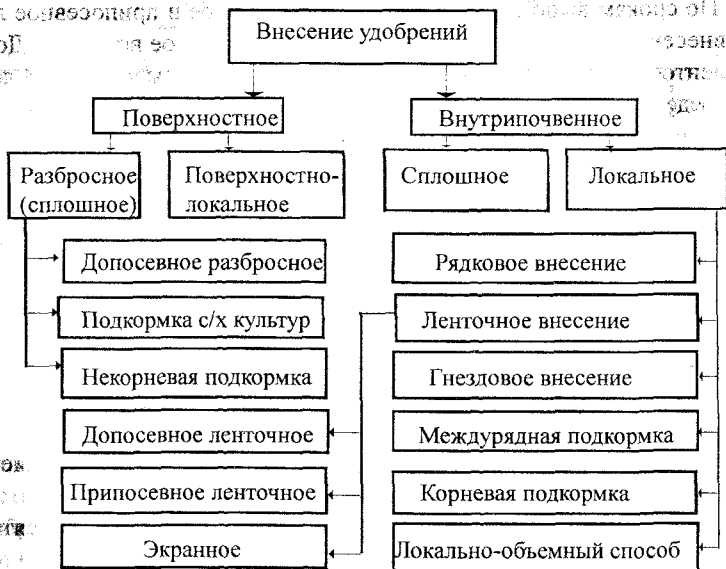 Внесение удобрений
Поверхностное
Внутрипочвенное
Разбросное
(сплошное)
Поверхностно-
локальное
Сплошное
Локальное
Допосевное разбросное
Подкормка с/х культур
Некорневая подкормка
Допосевное ленточное
Припосевное ленточное
Экранное
Рядковое внесение
Ленточное внесение
Гнездовое внесение
Междурядная подкормка
Корневая подкормка
Локально-объемный способ